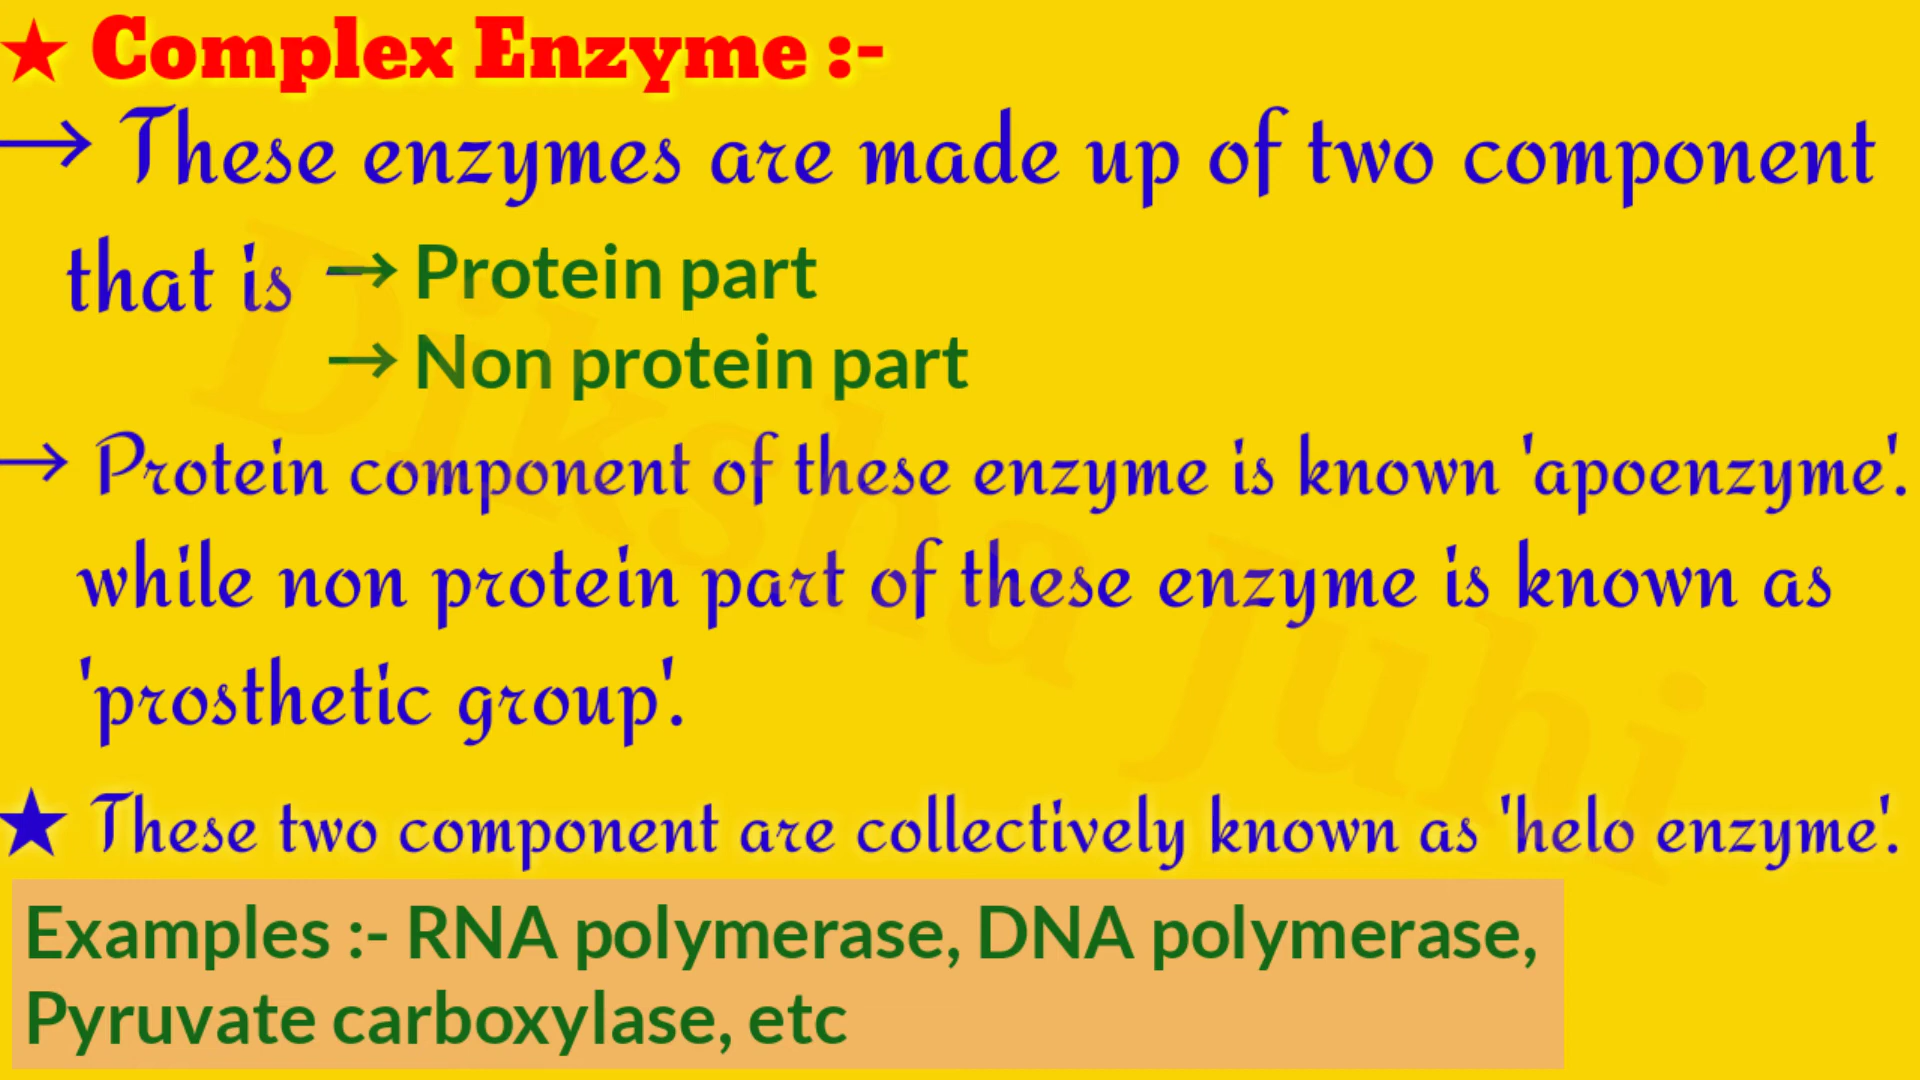 ★ Complex Enzyme :-
→ These enzymes are made up of two component
that is → Protein part
→ Non protein part
→ Protein component of these enzyme is known 'apoenzyme'.
while non protein part of these enzyme is known as
'prosthetic group'.
★ These two component are collectively known as 'helo enzyme'.
Examples :- RNA polymerase, DNA polymerase,
Pyruvate carboxylase, etc
Diksha Juhi